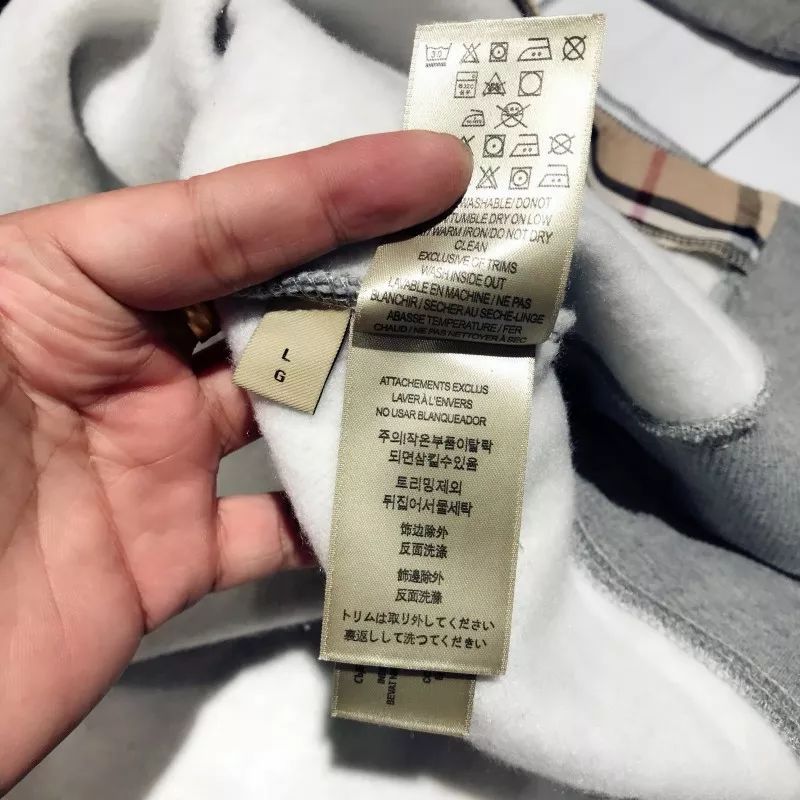 30
WASHABLE/DONOT
TUMBLE DRY ON LOW
WARM IRON/DO NOT DRY
CLEAN
EXCLUSIVE OF TRIMS
WASH INSIDE OUT
LAVABLE EN MACHINE / NE PAS
BLANCHIR / SECHER AU SECHE-LINGE
ABASSE TEMPERATURE / FER
CHAUD / NE PAS NETTOYER À SEC
L
G
ATTACHEMENTS EXCLUS
LAVER À L'ENVERS
NO USAR BLANQUEADOR
주의!작은부품이탈락
되면삼킬수있음
트리밍제외
뒤집어서물세탁
饰边除外
反面洗涤
飾邊除外
反面洗滌
トリムは取り外してください
裏返しして洗つてください